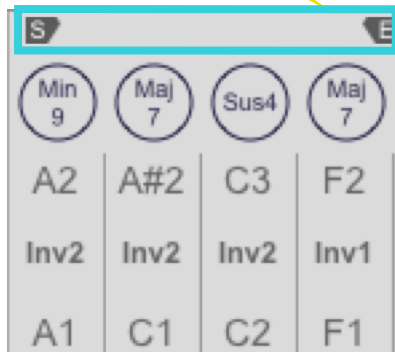 S E
Min Maj Sus4 Maj
9 7 7
A2 A#2 C3 F2
Inv2 Inv2 Inv2 Inv1
A1 C1 C2 F1